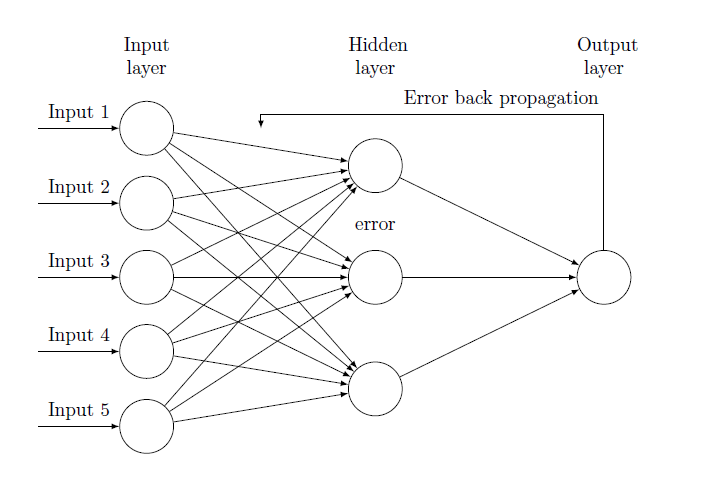 Input
layer
Hidden
layer
Output
layer
Error back propagation
Input 1
Input 2
error
Input 3
Input 4
Input 5